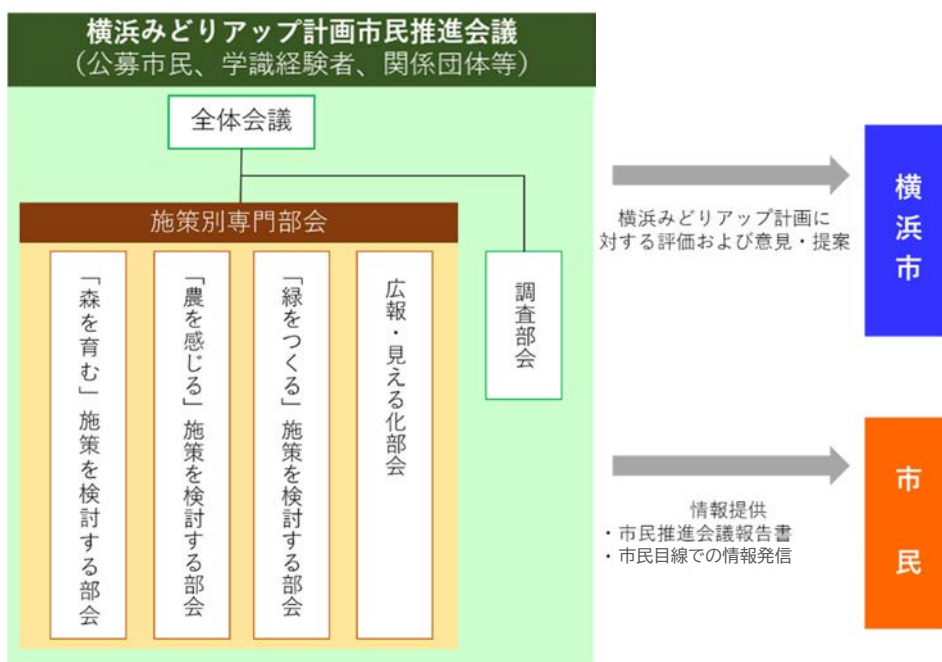 横浜みどりアップ計画市民推進会議
（公募市民、学識経験者、関係団体等）
全体会議
施策別専門部会
「森を育む」施策を検討する部会
「農を感じる」施策を検討する部会
「緑をつくる」施策を検討する部会
広報・見える化部会
調査部会
横浜みどりアップ計画に
対する評価および意見・提案
横浜市
情報提供
・市民推進会議報告書
・市民目線での情報発信
市民